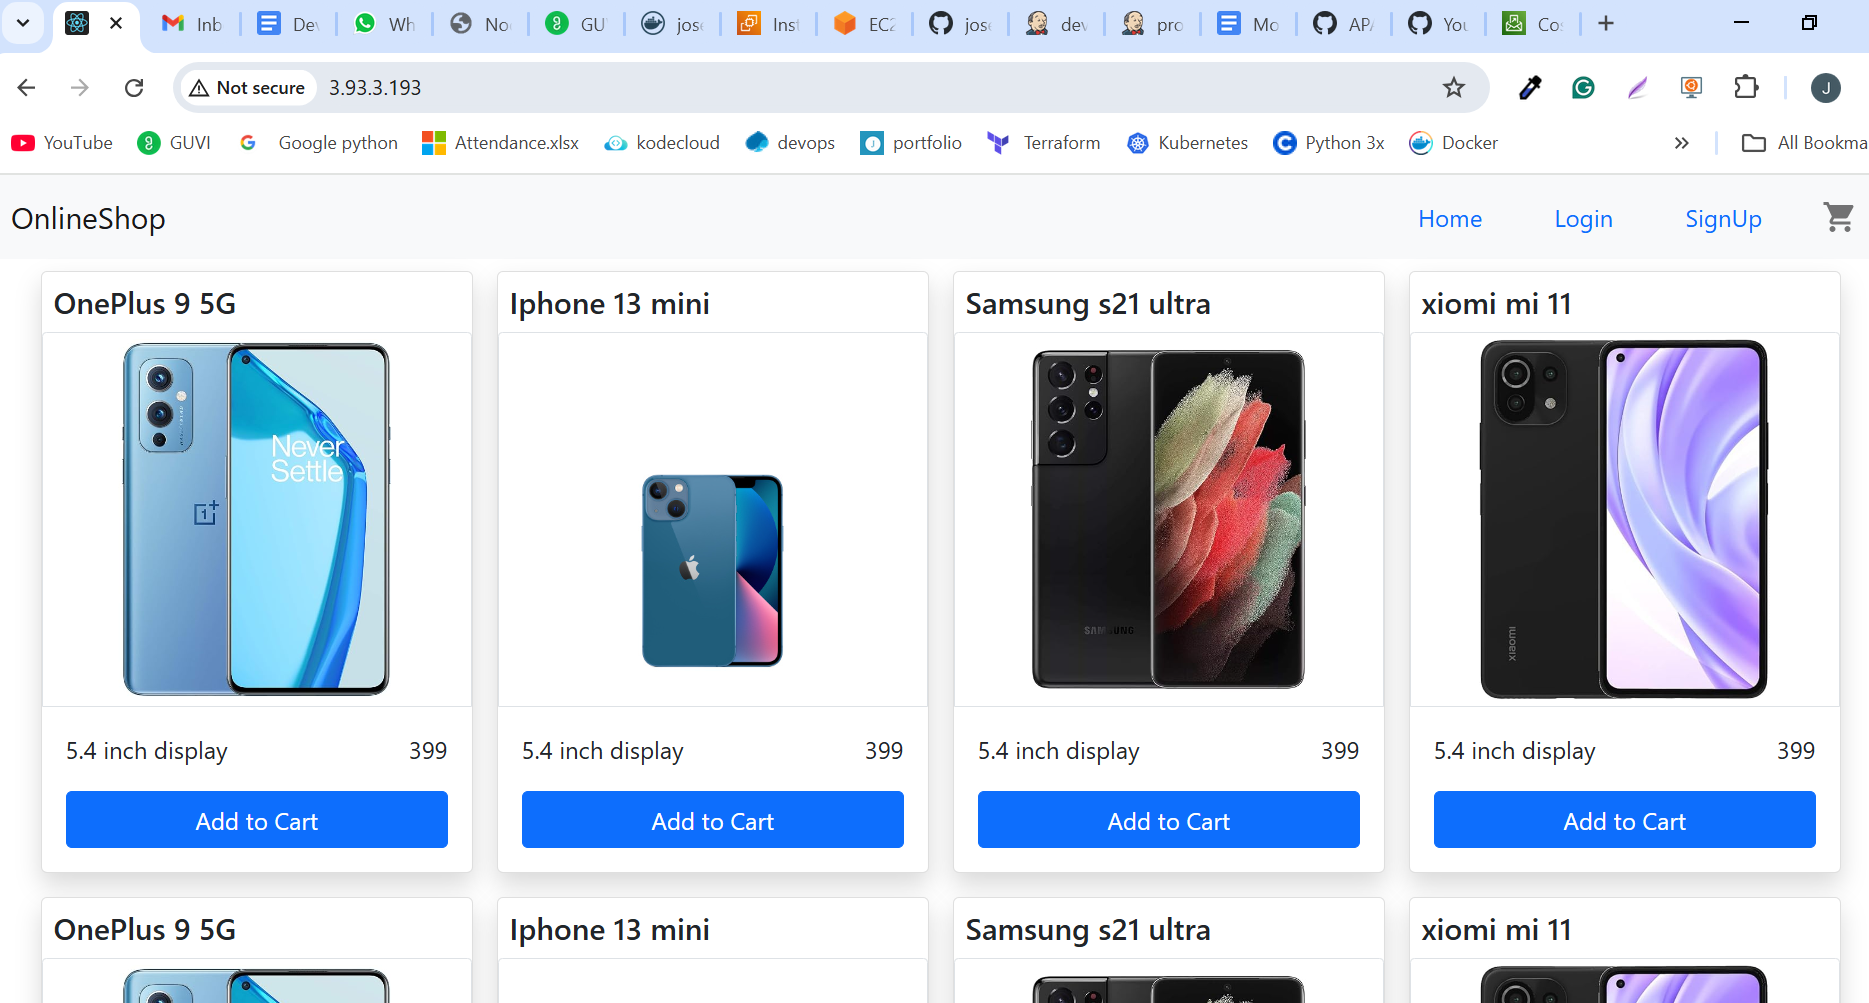 Inb
Dev
Wh
No
GU
jos
Inst
EC2
jos
dev
pro
Mo
AP
You
Cos
Not secure 3.93.3.193
J
YouTube GUVI Google python Attendance.xlsx kodecloud devops portfolio Terraform Kubernetes Python 3x Docker » All Bookma
OnlineShop Home Login SignUp
OnePlus 9 5G Iphone 13 mini Samsung s21 ultra xiomi mi 11
Never
Settle
SAMSUNG
xiaomi
5.4 inch display 399 5.4 inch display 399 5.4 inch display 399 5.4 inch display 399
Add to Cart Add to Cart Add to Cart Add to Cart
OnePlus 9 5G Iphone 13 mini Samsung s21 ultra xiomi mi 11